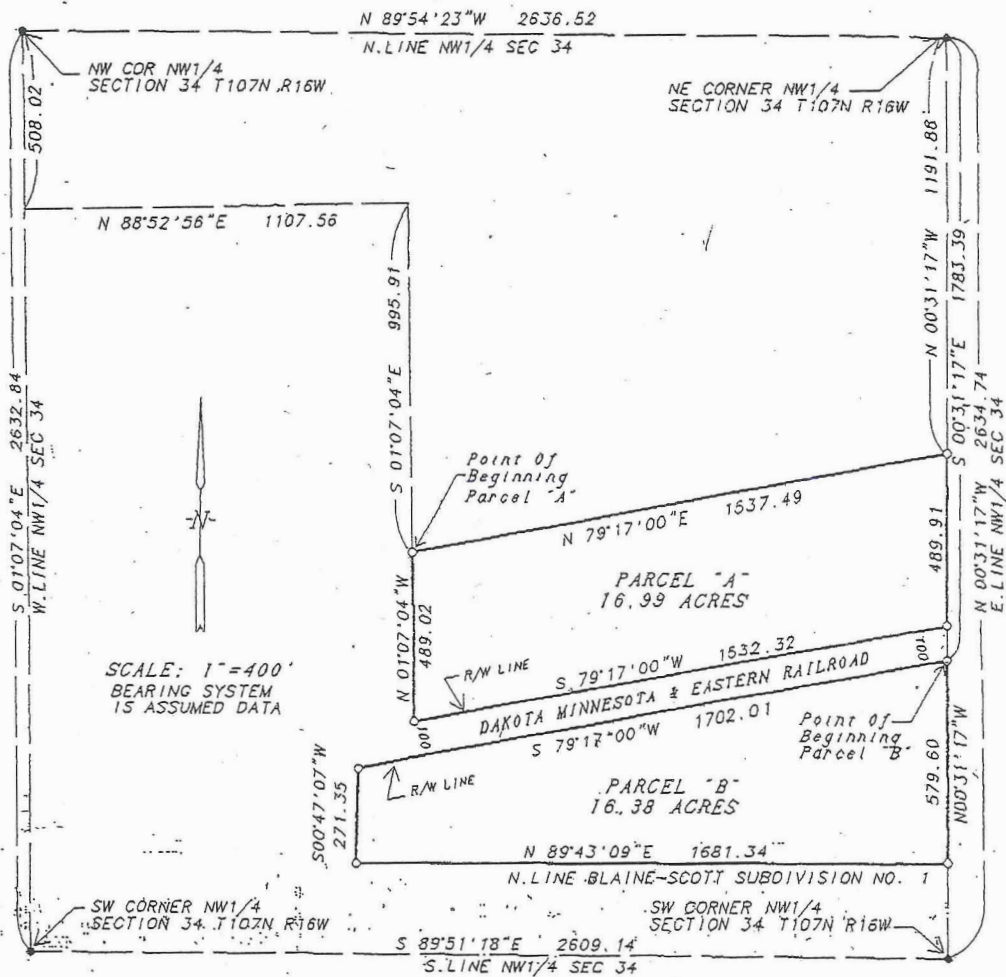 N 89°54'23"W 2636.52
N.LINE NW1/4 SEC 34
NW COR NW1/4
SECTION 34 T107N R16W
NE CORNER NW1/4
SECTION 34 T107N R16W
508.02
1191.88
N 88°52'56"E 1107.56
995.91
S 01°07'04"E
N 00°31'17"W
S 00°31'17"E 1783.39
S 01°07'04"E 2632.84
W.LINE NW1/4 SEC 34
N 00°31'17"W 2634.74
E.LINE NW1/4 SEC 34
Point Of
Beginning
Parcel "A"
-N-
N 79°17'00"E 1537.49
489.91
PARCEL "A"
16.99 ACRES
N 01°07'04"W
489.02
SCALE: 1"=400'
BEARING SYSTEM
IS ASSUMED DATA
R/W LINE
S 79°17'00"W 1532.32
100
DAKOTA MINNESOTA & EASTERN RAILROAD
100
S 79°17"00"W 1702.01
Point Of
Beginning
Parcel "B"
R/W LINE
S00°47'07"W
271.35
PARCEL "B"
16.38 ACRES
579.60
N00°31'17"W
N 89°43'09"E 1681.34
N.LINE BLAINE-SCOTT SUBDIVISION NO. 1
SW CORNER NW1/4
SECTION 34 T107N R16W
SW CORNER NW1/4
SECTION 34 T107N R16W
S 89°51'18"E 2609.14
S.LINE NW1/4 SEC 34